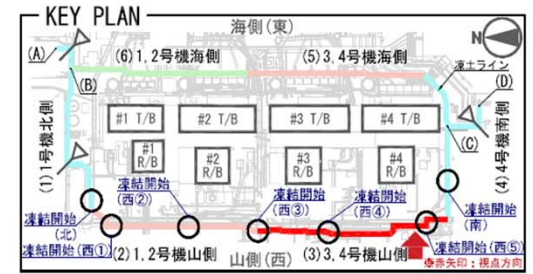 KEY PLAN
海側(東)
N
(A)
(6)1,2号機海側
(5)3,4号機海側
凍土ライン
(B)
(D)
#1 T/B
#2 T/B
#3 T/B
#4 T/B
(C)
(1)1号機北側
(4)4号機南側
#1
R/B
#2
R/B
#3
R/B
#4
R/B
凍結開始
(西②)
凍結開始
(西③)
凍結開始
(西④)
凍結開始
(南)
凍結開始
(北)
凍結開始(西①)
(2)1,2号機山側
(3)3,4号機山側
凍結開始(西⑤)
山側(西)
※赤矢印:視点方向